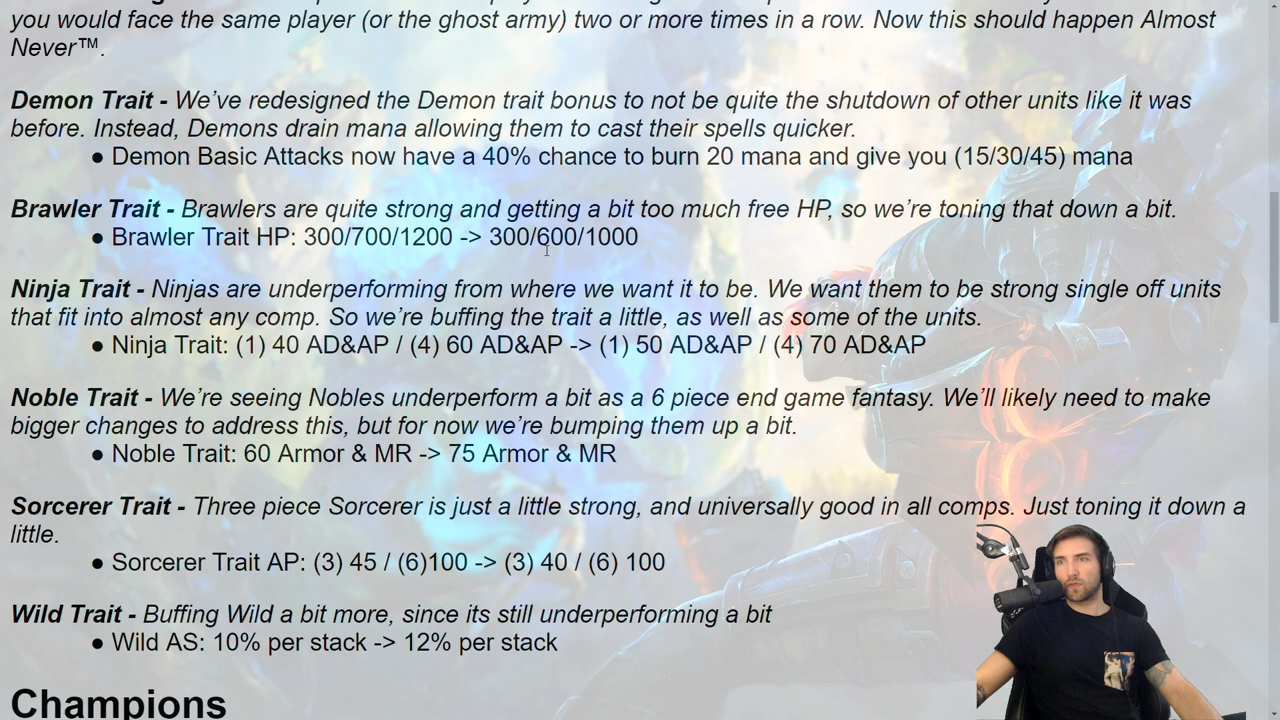 you would face the same player (or the ghost army) two or more times in a row. Now this should happen Almost
Never™.
Demon Trait - We've redesigned the Demon trait bonus to not be quite the shutdown of other units like it was
before. Instead, Demons drain mana allowing them to cast their spells quicker.
● Demon Basic Attacks now have a 40% chance to burn 20 mana and give you (15/30/45) mana
Brawler Trait - Brawlers are quite strong and getting a bit too much free HP, so we're toning that down a bit.
● Brawler Trait HP: 300/700/1200 -> 300/600/1000
Ninja Trait - Ninjas are underperforming from where we want it to be. We want them to be strong single off units
that fit into almost any comp. So we're buffing the trait a little, as well as some of the units.
● Ninja Trait: (1) 40 AD&AP / (4) 60 AD&AP -> (1) 50 AD&AP / (4) 70 AD&AP
Noble Trait - We're seeing Nobles underperform a bit as a 6 piece end game fantasy. We'll likely need to make
bigger changes to address this, but for now we're bumping them up a bit.
● Noble Trait: 60 Armor & MR -> 75 Armor & MR
Sorcerer Trait - Three piece Sorcerer is just a little strong, and universally good in all comps. Just toning it down a
little.
● Sorcerer Trait AP: (3) 45 / (6)100 -> (3) 40 / (6) 100
Wild Trait - Buffing Wild a bit more, since its still underperforming a bit
● Wild AS: 10% per stack -> 12% per stack
Champions